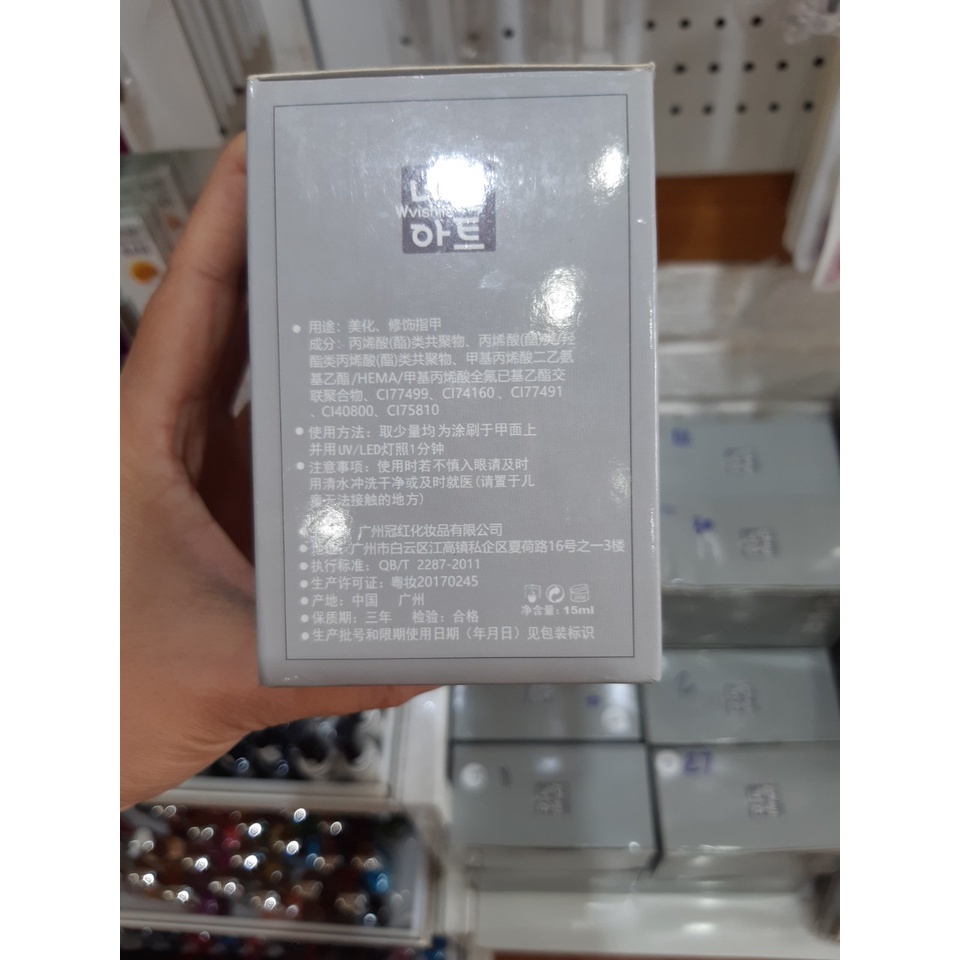 Wvish
아트
用途：美化、修饰指甲
成分：丙烯酸(酯)类共聚物、丙烯酸(酯)
酯类丙烯酸(酯)类共聚物、甲基丙烯酸二乙氨
基乙酯/HEMA/甲基丙烯酸全氟已基乙酯交
联聚合物、CI77499、CI74160、CI77491
、CI40800、CI75810
使用方法：取少量均为涂刷于甲面上
并用UV/LED灯照1分钟
注意事项：使用时若不慎入眼请及时
用清水冲洗干净或及时就医(请置于儿
童无法接触的地方)
广州冠红化妆品有限公司
广州市白云区江高镇私企区夏荷路16号之一3楼
执行标准：QB/T 2287-2011
生产许可证：粤妆20170245
产地：中国 广州
净含量：15ml
保质期：三年 检验：合格
生产批号和限期使用日期（年月日）见包装标识
27